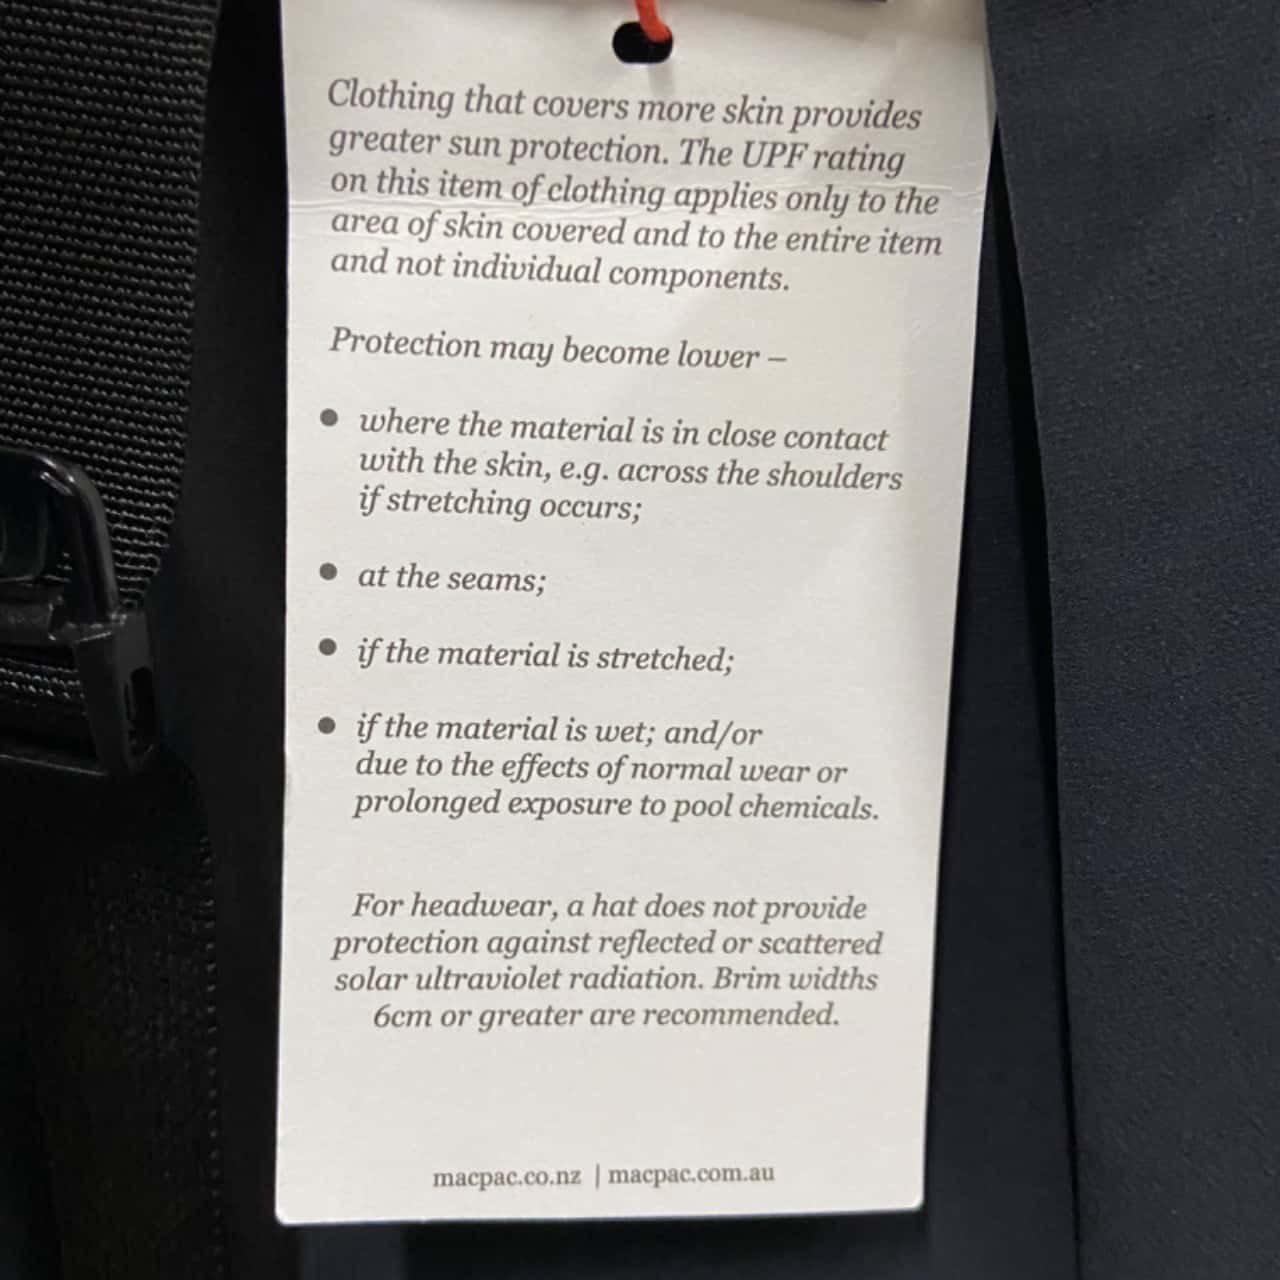 Clothing that covers more skin provides
greater sun protection. The UPF rating
on this item of clothing applies only to the
area of skin covered and to the entire item
and not individual components.
Protection may become lower –
• where the material is in close contact
with the skin, e.g. across the shoulders
if stretching occurs;
• at the seams;
• if the material is stretched;
• if the material is wet; and/or
due to the effects of normal wear or
prolonged exposure to pool chemicals.
For headwear, a hat does not provide
protection against reflected or scattered
solar ultraviolet radiation. Brim widths
6cm or greater are recommended.
macpac.co.nz | macpac.com.au